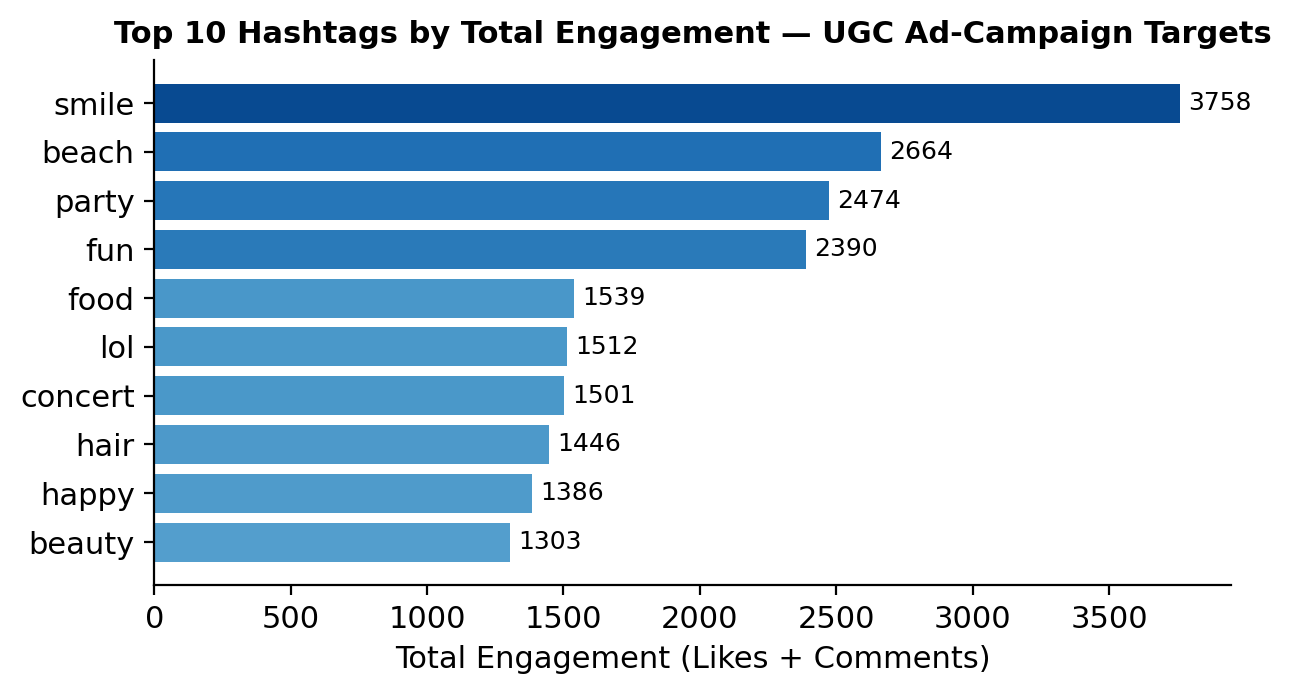 Top 10 Hashtags by Total Engagement — UGC Ad-Campaign Targets
smile 3758
beach 2664
party 2474
fun 2390
food 1539
lol 1512
concert 1501
hair 1446
happy 1386
beauty 1303
0 500 1000 1500 2000 2500 3000 3500
Total Engagement (Likes + Comments)